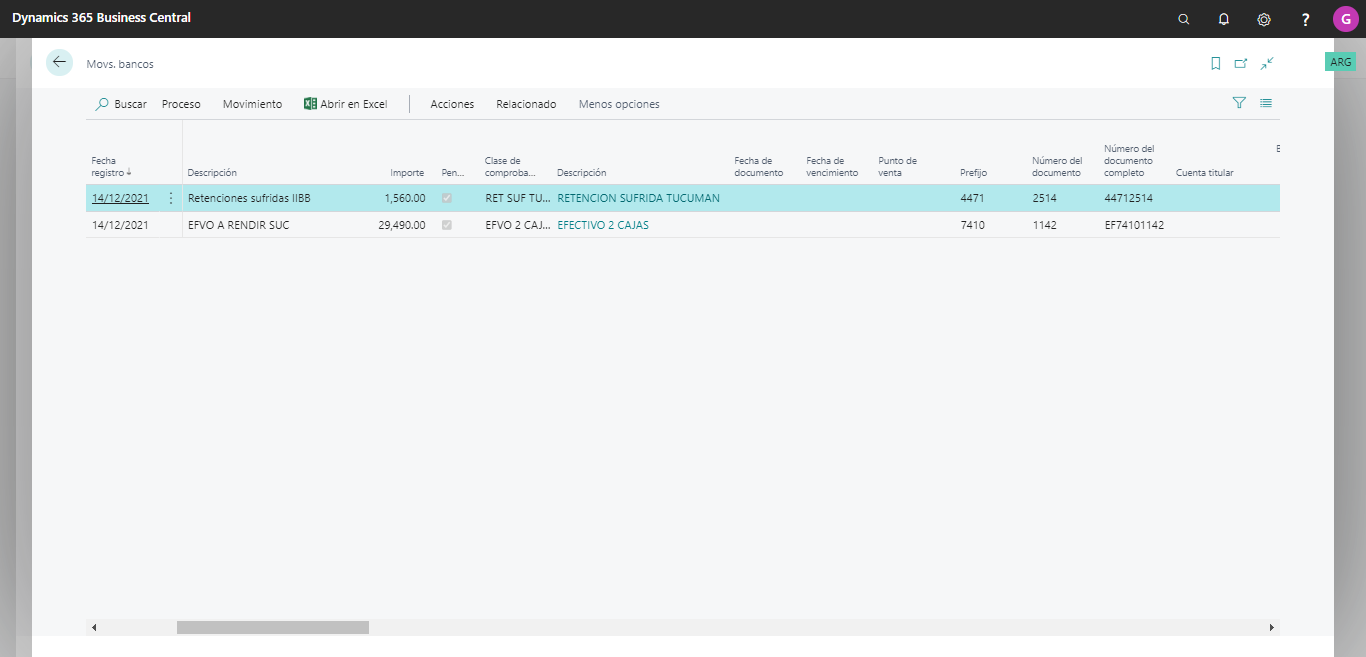 Dynamics 365 Business Central
G
Movs. bancos
ARG
Buscar Proceso Movimiento Abrir en Excel Acciones Relacionado Menos opciones
Fecha registro↓ Descripción Importe Pen... Clase de comproba... Descripción Fecha de documento Fecha de vencimiento Punto de venta Prefijo Número del documento Número del documento completo Cuenta titular
14/12/2021 Retenciones sufridas IIBB 1,560.00 RET SUF TU... RETENCION SUFRIDA TUCUMAN 4471 2514 44712514
14/12/2021 EFVO A RENDIR SUC 29,490.00 EFVO 2 CAJ... EFECTIVO 2 CAJAS 7410 1142 EF74101142